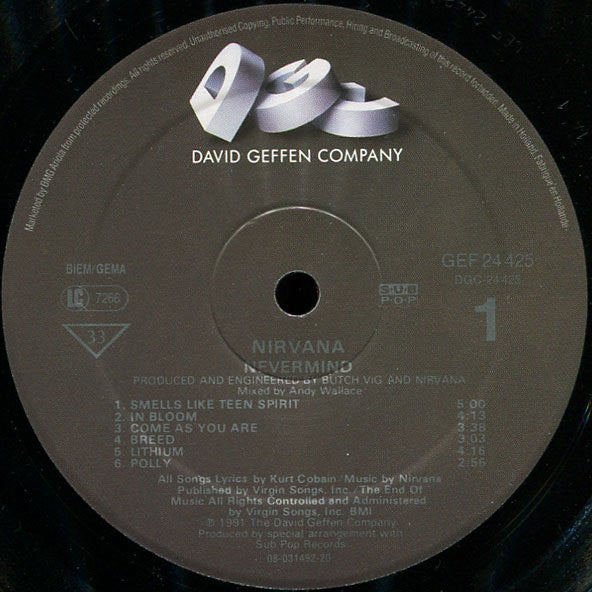 Marketed by BMG Ariola town protected recordings. All rights reserved. Unauthorised Copying, Public Performance, Hiring and Broadcasting of this record forbidden. Made in Holland. Fabriqué en Hollande
DGC
DAVID GEFFEN COMPANY
BIEM/GEMA
LC 7266
33
GEF 24 425
DGC-24425
SUB
POP
1
NIRVANA
NEVERMIND
PRODUCED AND ENGINEERED BY BUTCH VIG AND NIRVANA
Mixed by Andy Wallace
1. SMELLS LIKE TEEN SPIRIT 5:00
2. IN BLOOM 4:13
3. COME AS YOU ARE 3:38
4. BREED 3:03
5. LITHIUM 4:16
6. POLLY 2:56
All Songs Lyrics by Kurt Cobain/Music by Nirvana
Published by Virgin Songs, Inc./The End Of
Music All Rights Controlled and Administered
by Virgin Songs, Inc. BMI
℗ 1991 The David Geffen Company
Produced by special arrangement with
Sub Pop Records
08-031492-20